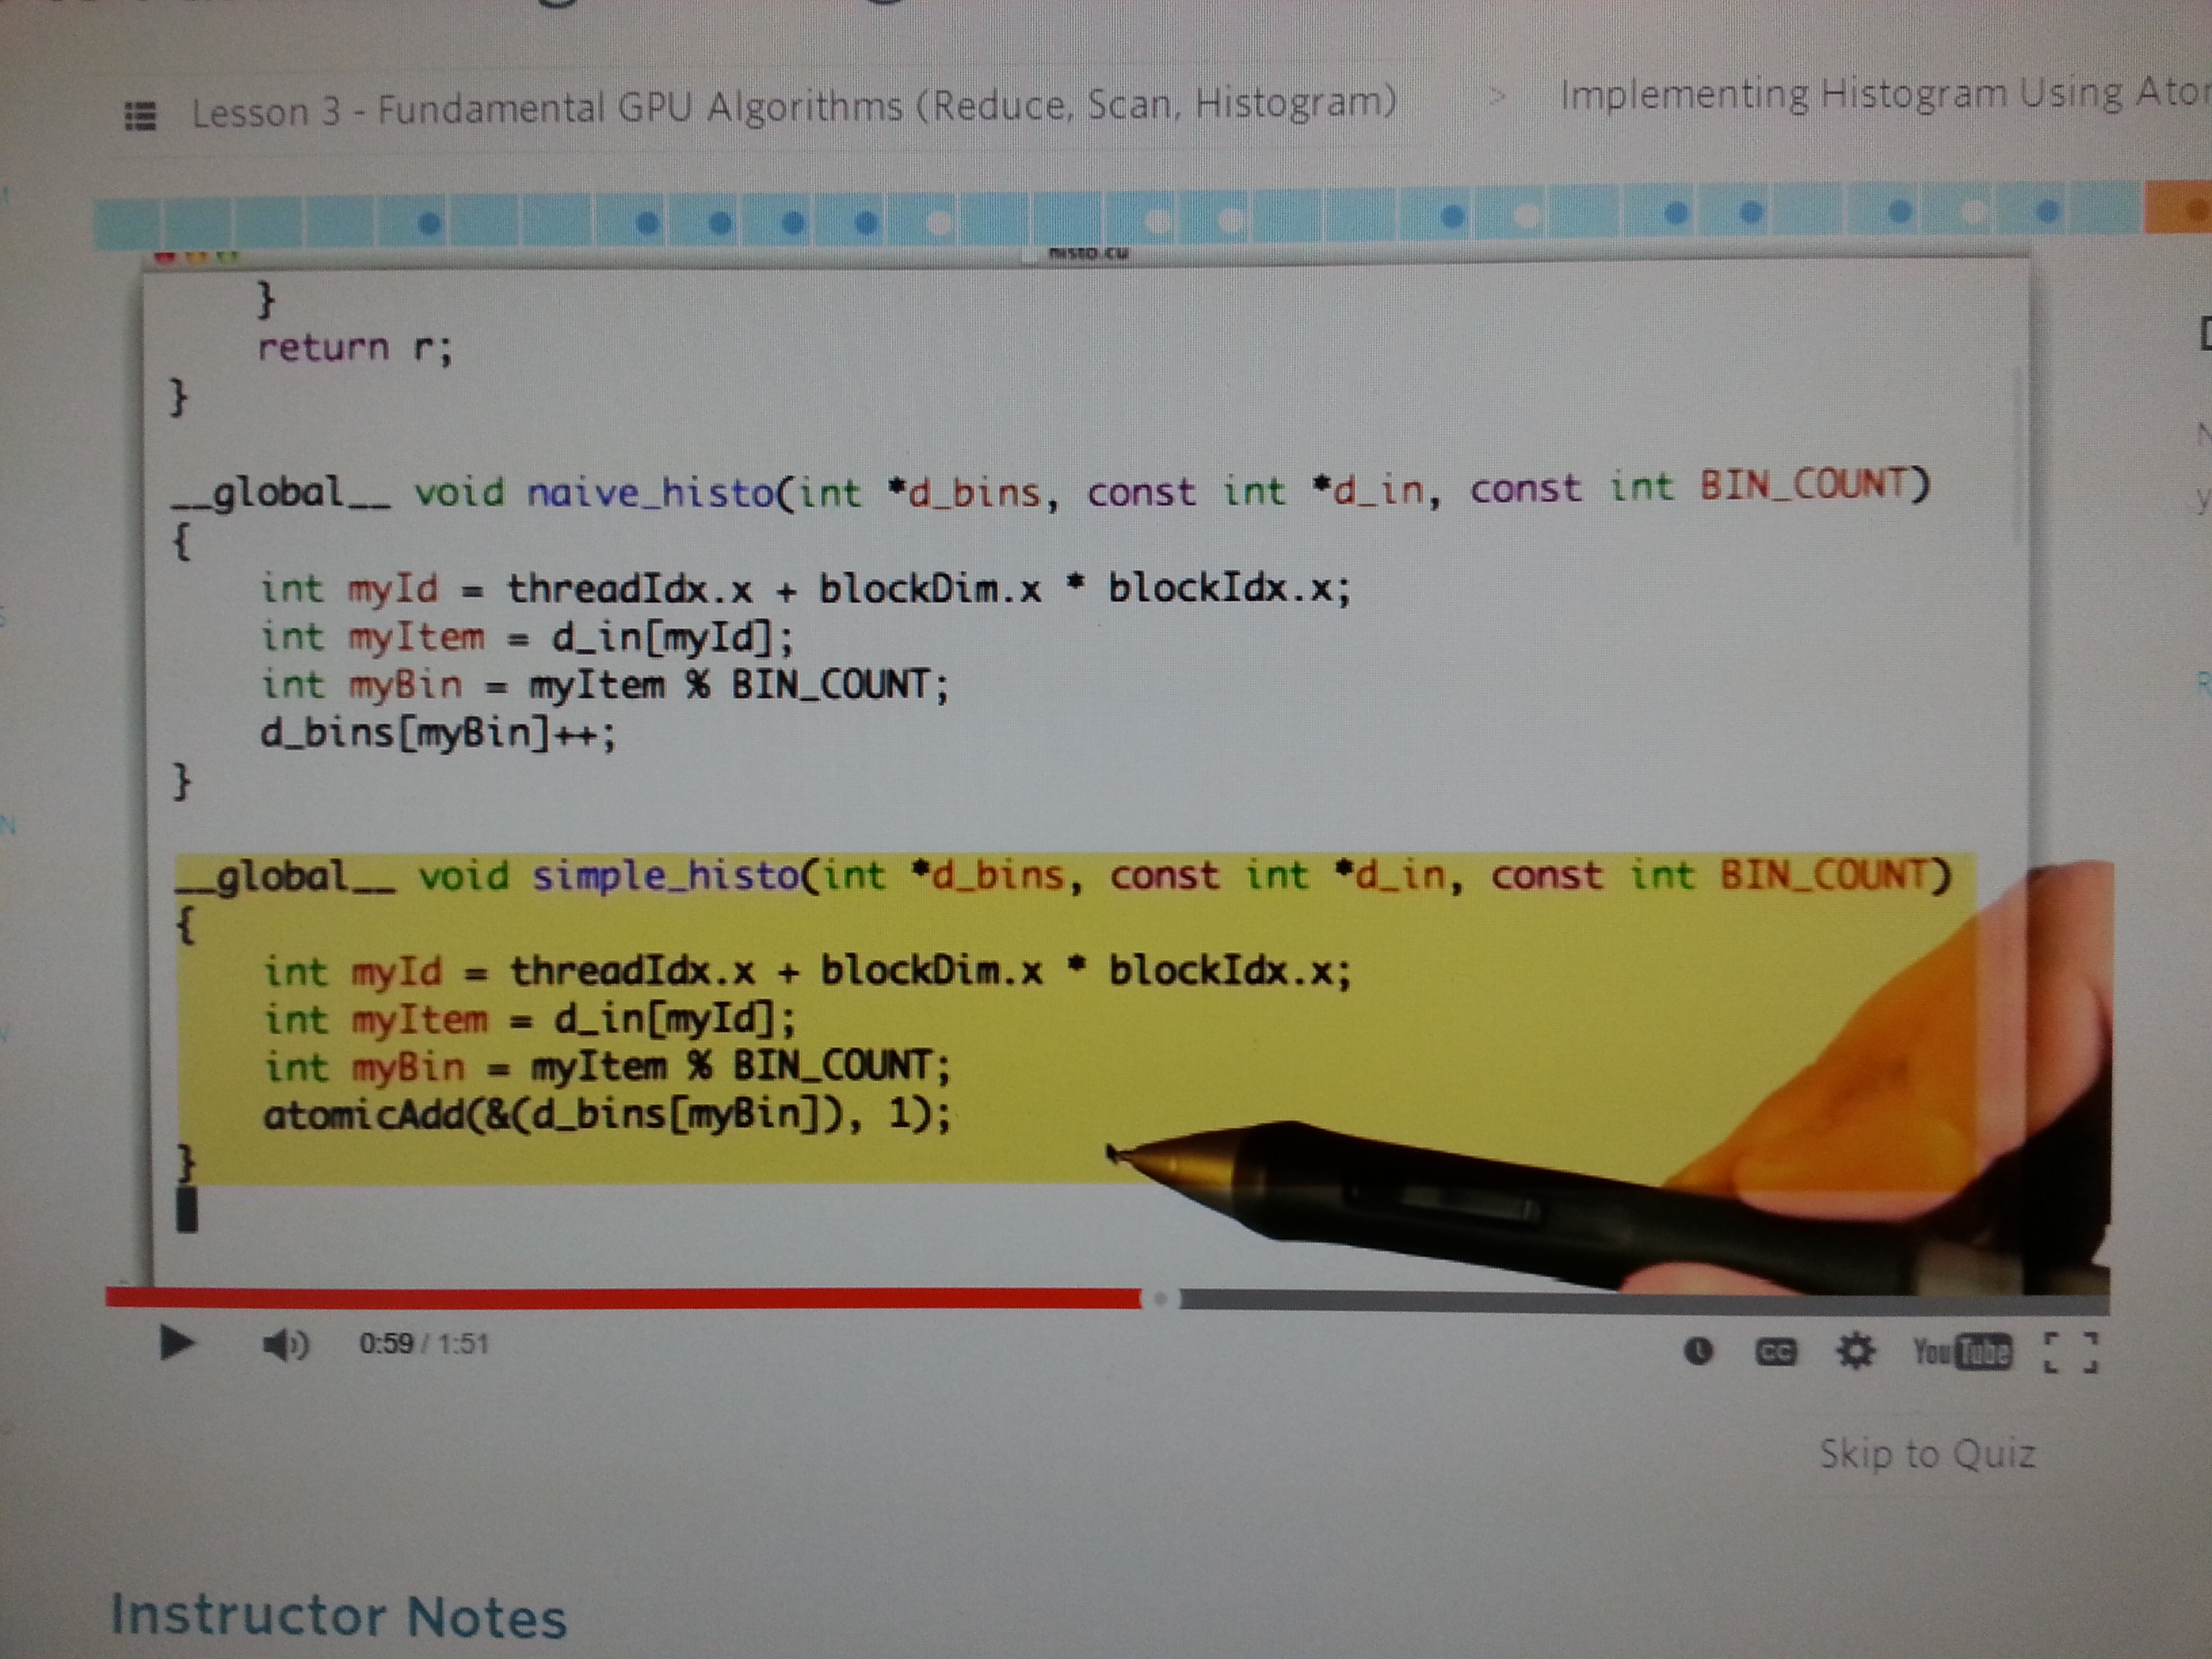 Lesson 3 - Fundamental GPU Algorithms (Reduce, Scan, Histogram) > Implementing Histogram Using
histo.cu
}
return r;
}
__global__ void naive_histo(int *d_bins, const int *d_in, const int BIN_COUNT)
{
int myId = threadIdx.x + blockDim.x * blockIdx.x;
int myItem = d_in[myId];
int myBin = myItem % BIN_COUNT;
d_bins[myBin]++;
}
__global__ void simple_histo(int *d_bins, const int *d_in, const int BIN_COUNT)
{
int myId = threadIdx.x + blockDim.x * blockIdx.x;
int myItem = d_in[myId];
int myBin = myItem % BIN_COUNT;
atomicAdd(&(d_bins[myBin]), 1);
}
0:59 / 1:51
CC
YouTube
Skip to Quiz
Instructor Notes